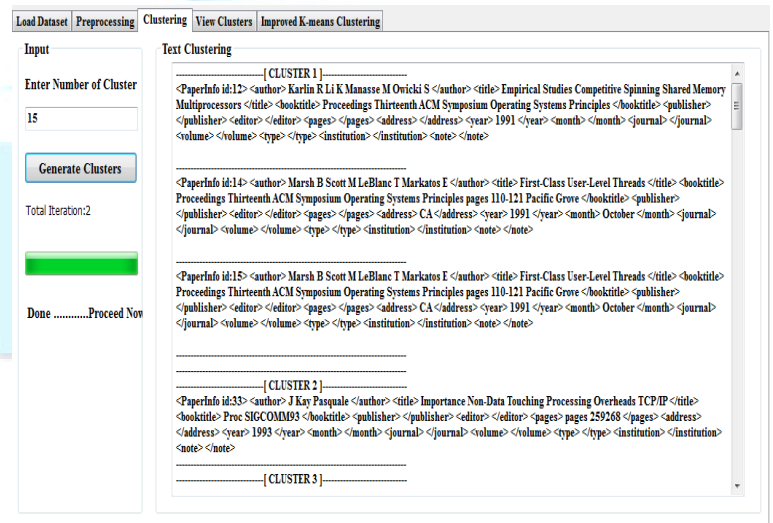 Load Dataset Preprocessing Clustering View Clusters Improved K-means Clustering
Input
Enter Number of Cluster
15
Generate Clusters
Total Iteration:2
Done ............Proceed Now
Text Clustering
-----------------------------[ CLUSTER 1 ]----------------------------
<PaperInfo id:12> <author> Karlin R Li K Manasse M Owicki S </author> <title> Empirical Studies Competitive Spinning Shared Memory
Multiprocessors </title> <booktitle> Proceedings Thirteenth ACM Symposium Operating Systems Principles </booktitle> <publisher>
</publisher> <editor> </editor> <pages> </pages> <address> </address> <year> 1991 </year> <month> </month> <journal> </journal>
<volume> </volume> <type> </type> <institution> </institution> <note> </note>
----------------------------------------------------------------------------
<PaperInfo id:14> <author> Marsh B Scott M LeBlanc T Markatos E </author> <title> First-Class User-Level Threads </title> <booktitle>
Proceedings Thirteenth ACM Symposium Operating Systems Principles pages 110-121 Pacific Grove </booktitle> <publisher>
</publisher> <editor> </editor> <pages> </pages> <address> CA </address> <year> 1991 </year> <month> October </month> <journal>
</journal> <volume> </volume> <type> </type> <institution> </institution> <note> </note>
----------------------------------------------------------------------------
<PaperInfo id:15> <author> Marsh B Scott M LeBlanc T Markatos E </author> <title> First-Class User-Level Threads </title> <booktitle>
Proceedings Thirteenth ACM Symposium Operating Systems Principles pages 110-121 Pacific Grove </booktitle> <publisher>
</publisher> <editor> </editor> <pages> </pages> <address> CA </address> <year> 1991 </year> <month> October </month> <journal>
</journal> <volume> </volume> <type> </type> <institution> </institution> <note> </note>
----------------------------------------------------------------------------
----------------------------------------------------------------------------
-----------------------------[ CLUSTER 2 ]----------------------------
<PaperInfo id:33> <author> J Kay Pasquale </author> <title> Importance Non-Data Touching Processing Overheads TCP/IP </title>
<booktitle> Proc SIGCOMM93 </booktitle> <publisher> </publisher> <editor> </editor> <pages> pages 259268 </pages> <address>
</address> <year> 1993 </year> <month> </month> <journal> </journal> <volume> </volume> <type> </type> <institution> </institution>
<note> </note>
----------------------------------------------------------------------------
-----------------------------[ CLUSTER 3 ]----------------------------